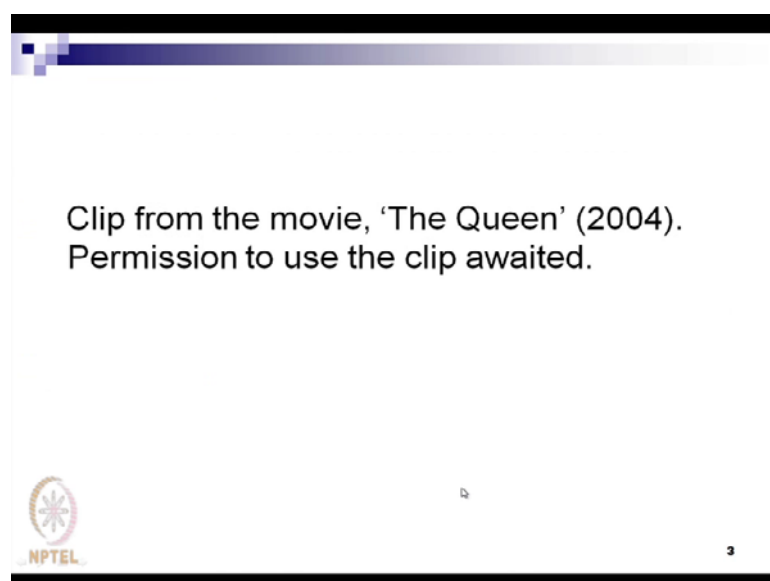 Clip from the movie, ‘The Queen’ (2004).
Permission to use the clip awaited.
NPTEL
3